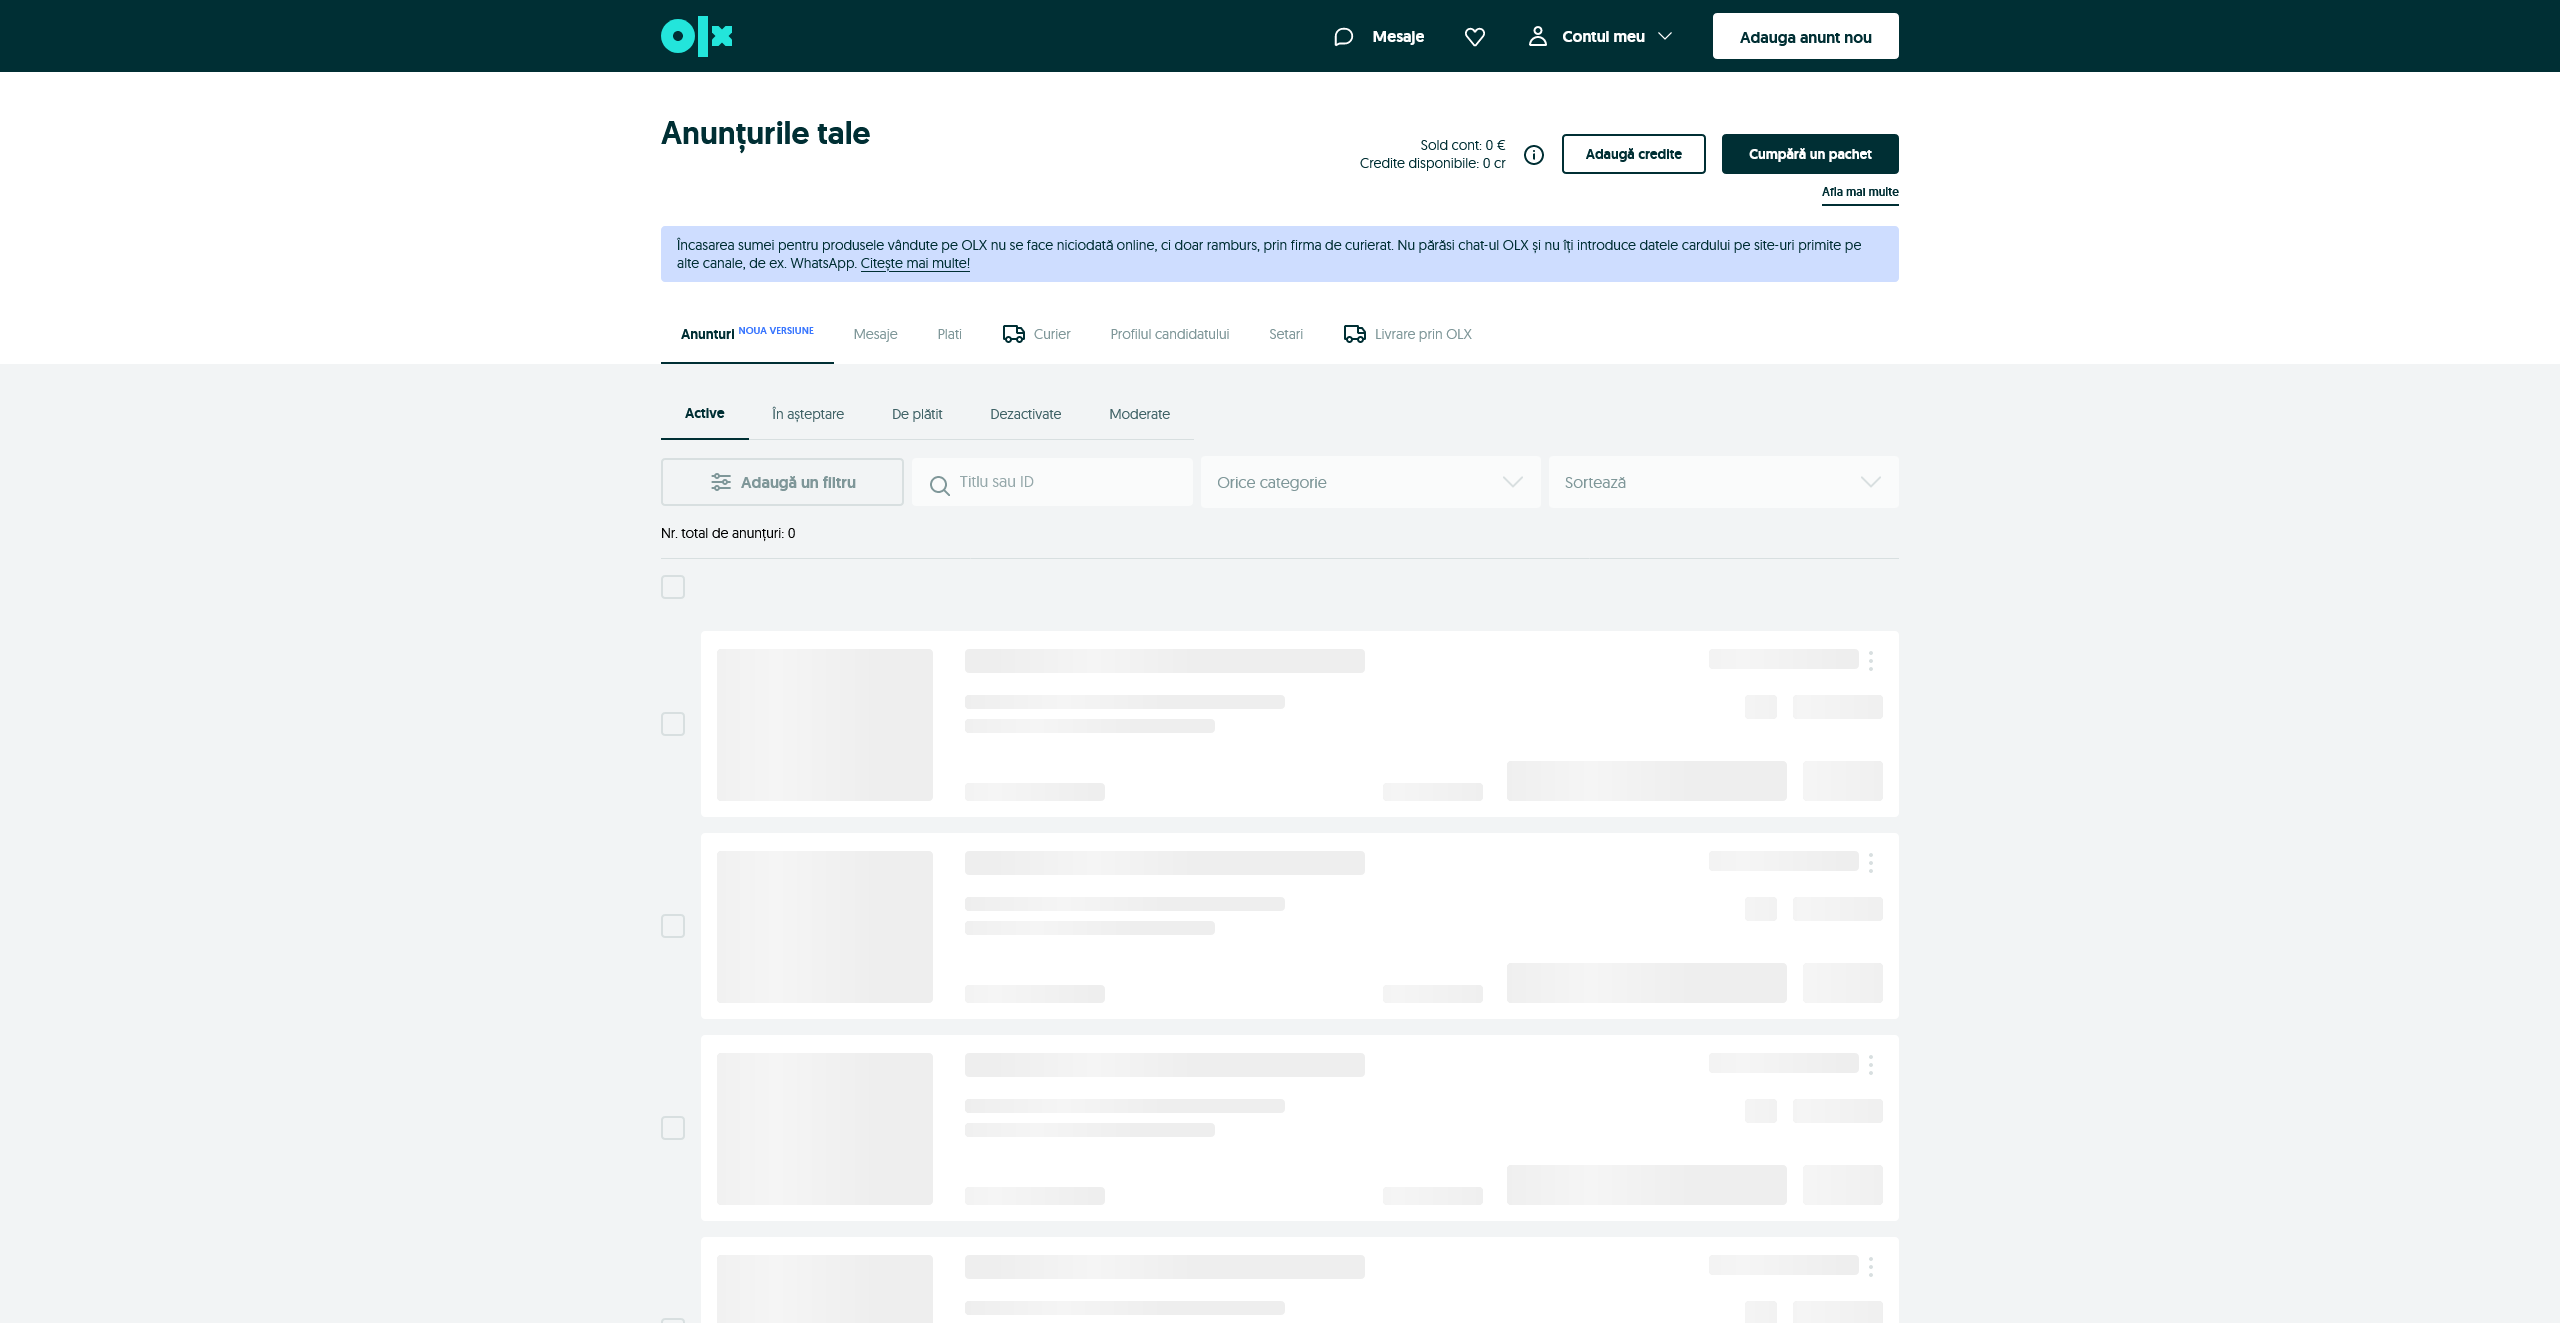 olx
Mesaje
Contul meu
Adauga anunt nou
Anunțurile tale
Sold cont: 0 €
Credite disponibile: 0 cr
Adaugă credite
Cumpără un pachet
Afla mai multe
Încasarea sumei pentru produsele vândute pe OLX nu se face niciodată online, ci doar ramburs, prin firma de curierat. Nu părăsi chat-ul OLX și nu îți introduce datele cardului pe site-uri primite pe
alte canale, de ex. WhatsApp. Citește mai multe!
Anunturi NOUA VERSIUNE
Mesaje
Plati
Curier
Profilul candidatului
Setari
Livrare prin OLX
Active
În așteptare
De plătit
Dezactivate
Moderate
Adaugă un filtru
Titlu sau ID
Orice categorie
Sortează
Nr. total de anunțuri: 0